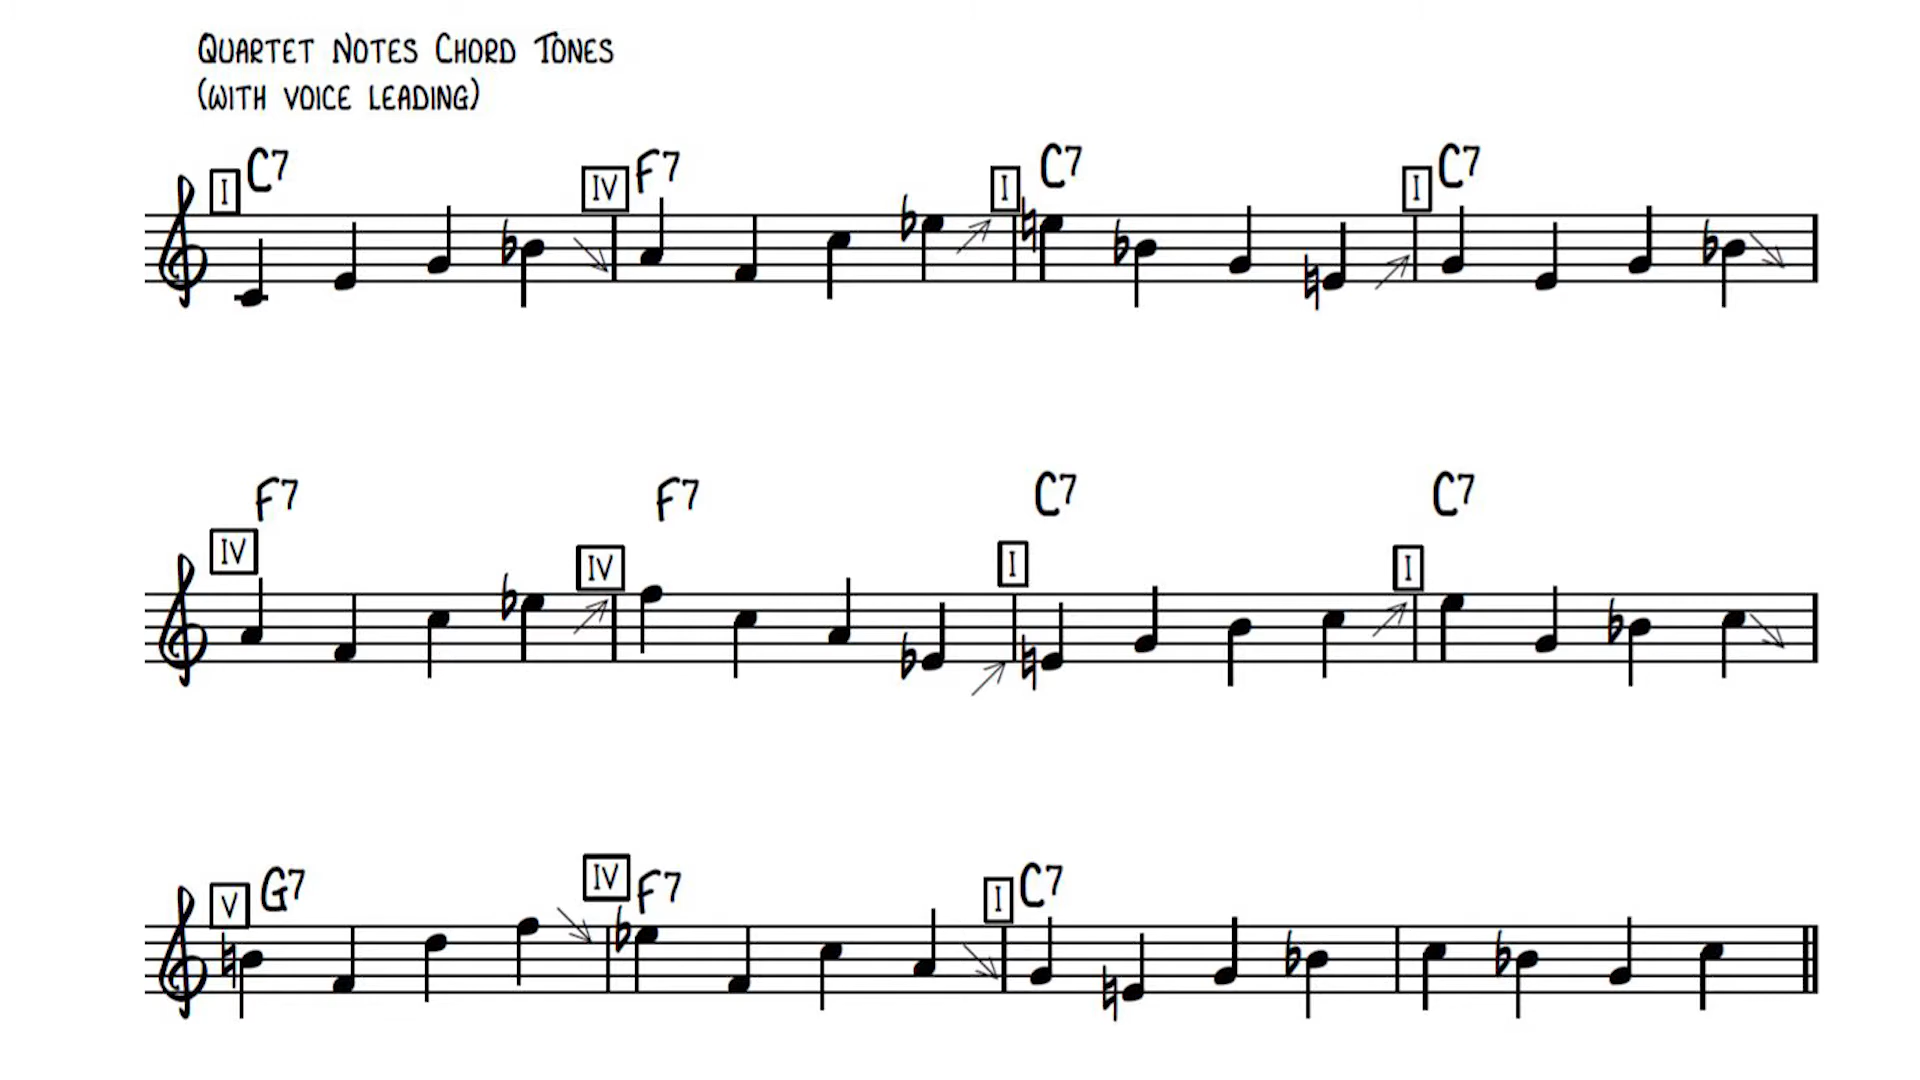 QUARTET NOTES CHORD TONES
(WITH VOICE LEADING)
I C7 IV F7 I C7 I C7
F7 F7 C7 C7
IV IV I I
V G7 IV F7 I C7